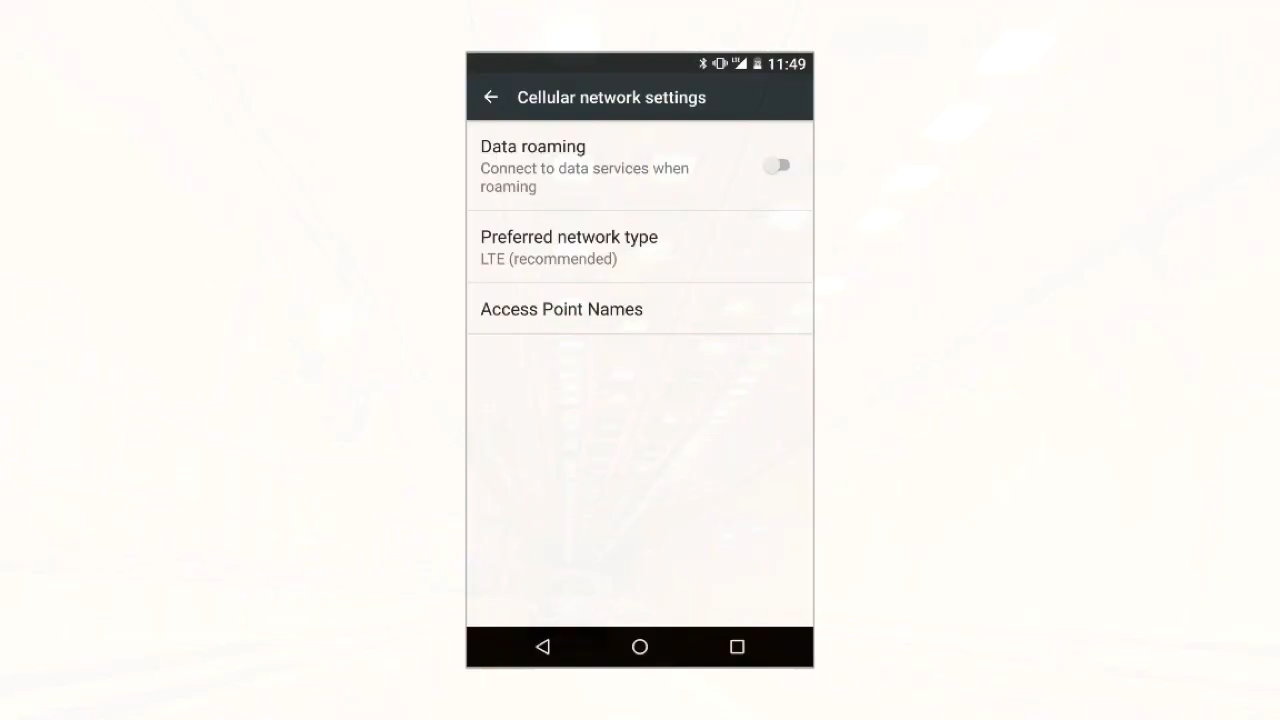 LTE 11:49
Cellular network settings
Data roaming
Connect to data services when
roaming
Preferred network type
LTE (recommended)
Access Point Names